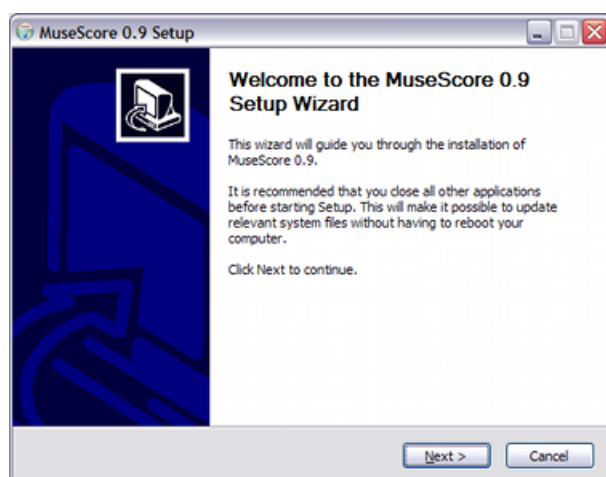 MuseScore 0.9 Setup
Welcome to the MuseScore 0.9
Setup Wizard
This wizard will guide you through the installation of
MuseScore 0.9.
It is recommended that you close all other applications
before starting Setup. This will make it possible to update
relevant system files without having to reboot your
computer.
Click Next to continue.
Next >
Cancel